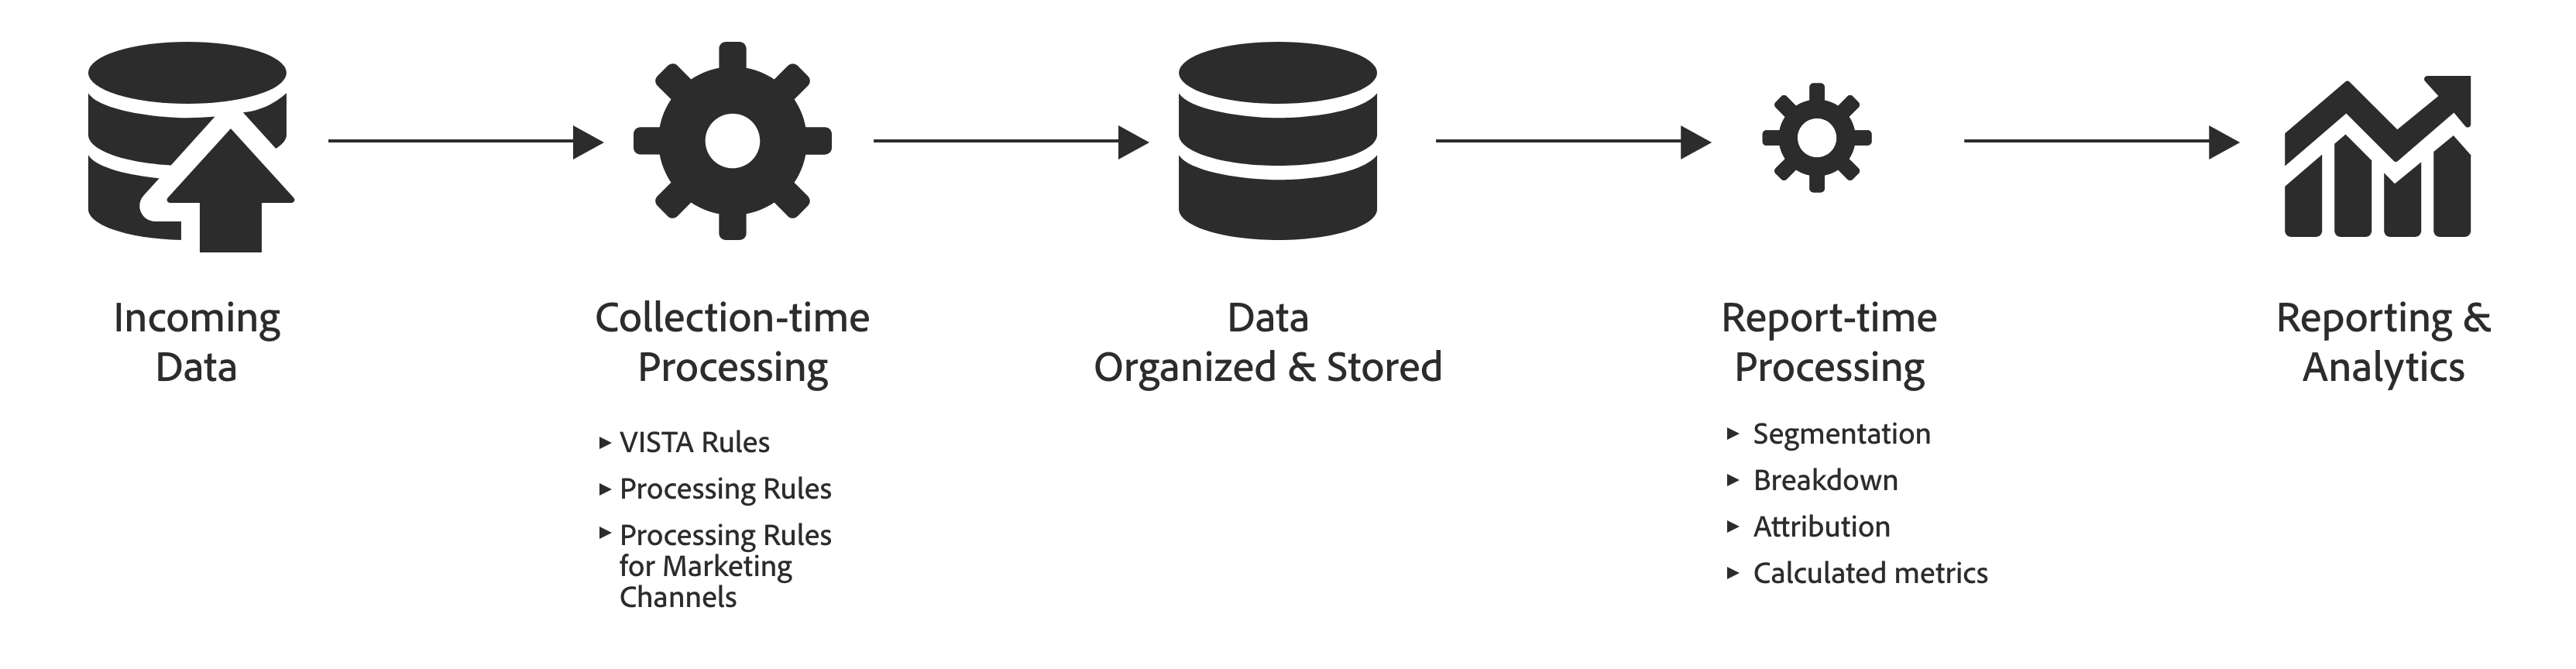 Incoming
Data
Collection-time
Processing
▸ VISTA Rules
▸ Processing Rules
▸ Processing Rules
for Marketing
Channels
Data
Organized & Stored
Report-time
Processing
▸ Segmentation
▸ Breakdown
▸ Attribution
▸ Calculated metrics
Reporting &
Analytics